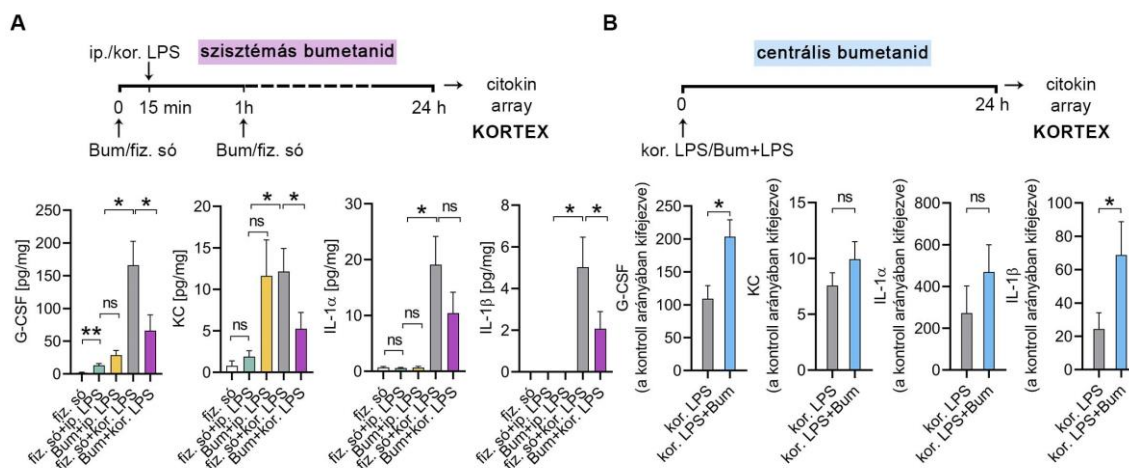 A
ip./kor. LPS
szisztémás bumetanid
0
15 min
1h
24 h
citokin
array
KORTEX
Bum/fiz. só
Bum/fiz. só
G-CSF [pg/mg]
250
200
150
100
50
0
**
ns
*
*
fiz. só
fiz. só+ip. LPS
Bum+ip. LPS
fiz. só+kor. LPS
Bum+kor. LPS
KC [pg/mg]
20
15
10
5
0
ns
ns
*
*
fiz. só
fiz. só+ip. LPS
Bum+ip. LPS
fiz. só+kor. LPS
Bum+kor. LPS
IL-1α [pg/mg]
30
20
10
0
ns
ns
*
ns
fiz. só
fiz. só+ip. LPS
Bum+ip. LPS
fiz. só+kor. LPS
Bum+kor. LPS
IL-1β [pg/mg]
8
6
4
2
0
*
*
fiz. só
fiz. só+ip. LPS
Bum+ip. LPS
fiz. só+kor. LPS
Bum+kor. LPS
B
centrális bumetanid
0
24 h
citokin
array
KORTEX
kor. LPS/Bum+LPS
G-CSF
(a kontroll arányában kifejezve)
250
200
150
100
50
0
*
kor. LPS
kor. LPS+Bum
KC
(a kontroll arányában kifejezve)
15
10
5
0
ns
kor. LPS
kor. LPS+Bum
IL-1α
(a kontroll arányában kifejezve)
800
600
400
200
0
ns
kor. LPS
kor. LPS+Bum
IL-1β
(a kontroll arányában kifejezve)
100
80
60
40
20
0
*
kor. LPS
kor. LPS+Bum